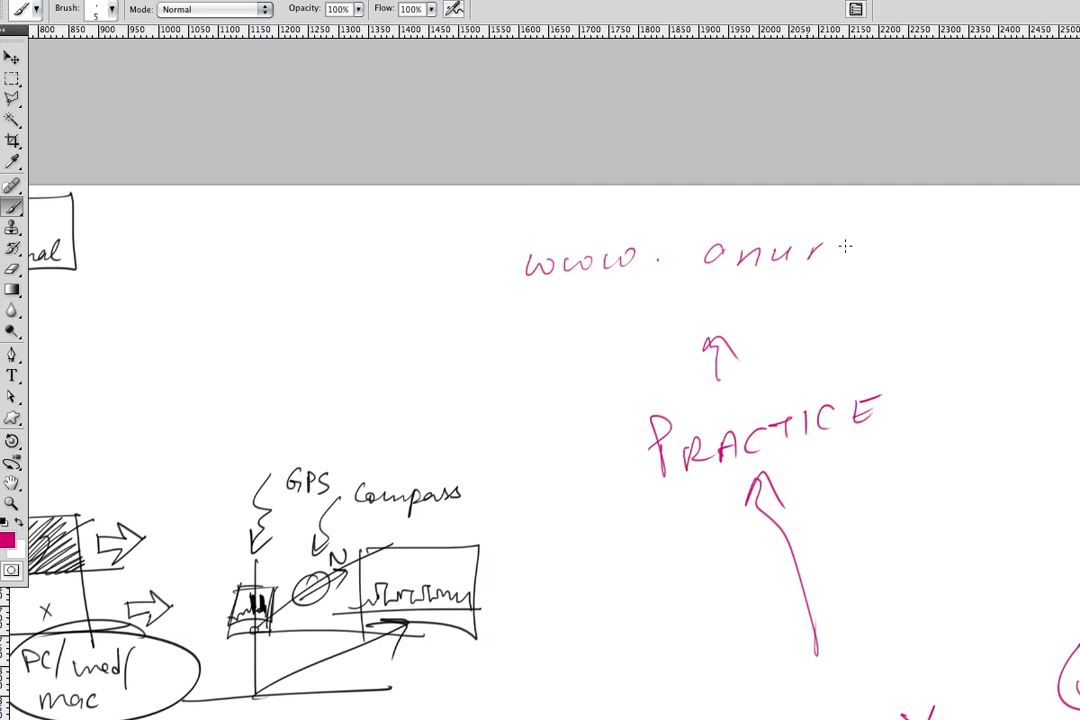 Brush: 5 Mode: Normal Opacity: 100% Flow: 100%
800 850 900 950 1000 1050 1100 1150 1200 1250 1300 1350 1400 1450 1500 1550 1600 1650 1700 1750 1800 1850 1900 1950 2000 2050 2100 2150 2200 2250 2300 2350 2400 2450 2500
nal
www. anur
PRACTICE
GPS
Compass
N
x
PC/med/
mac